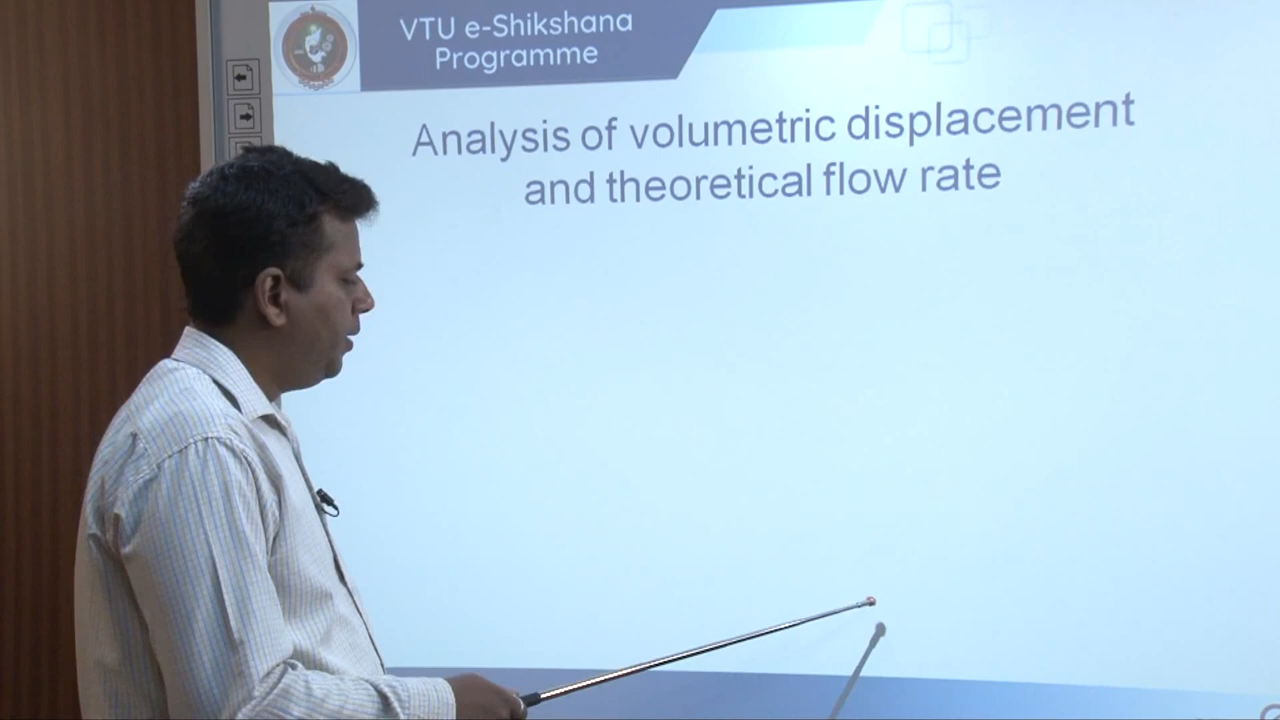 VTU e-Shikshana
Programme
Analysis of volumetric displacement
and theoretical flow rate